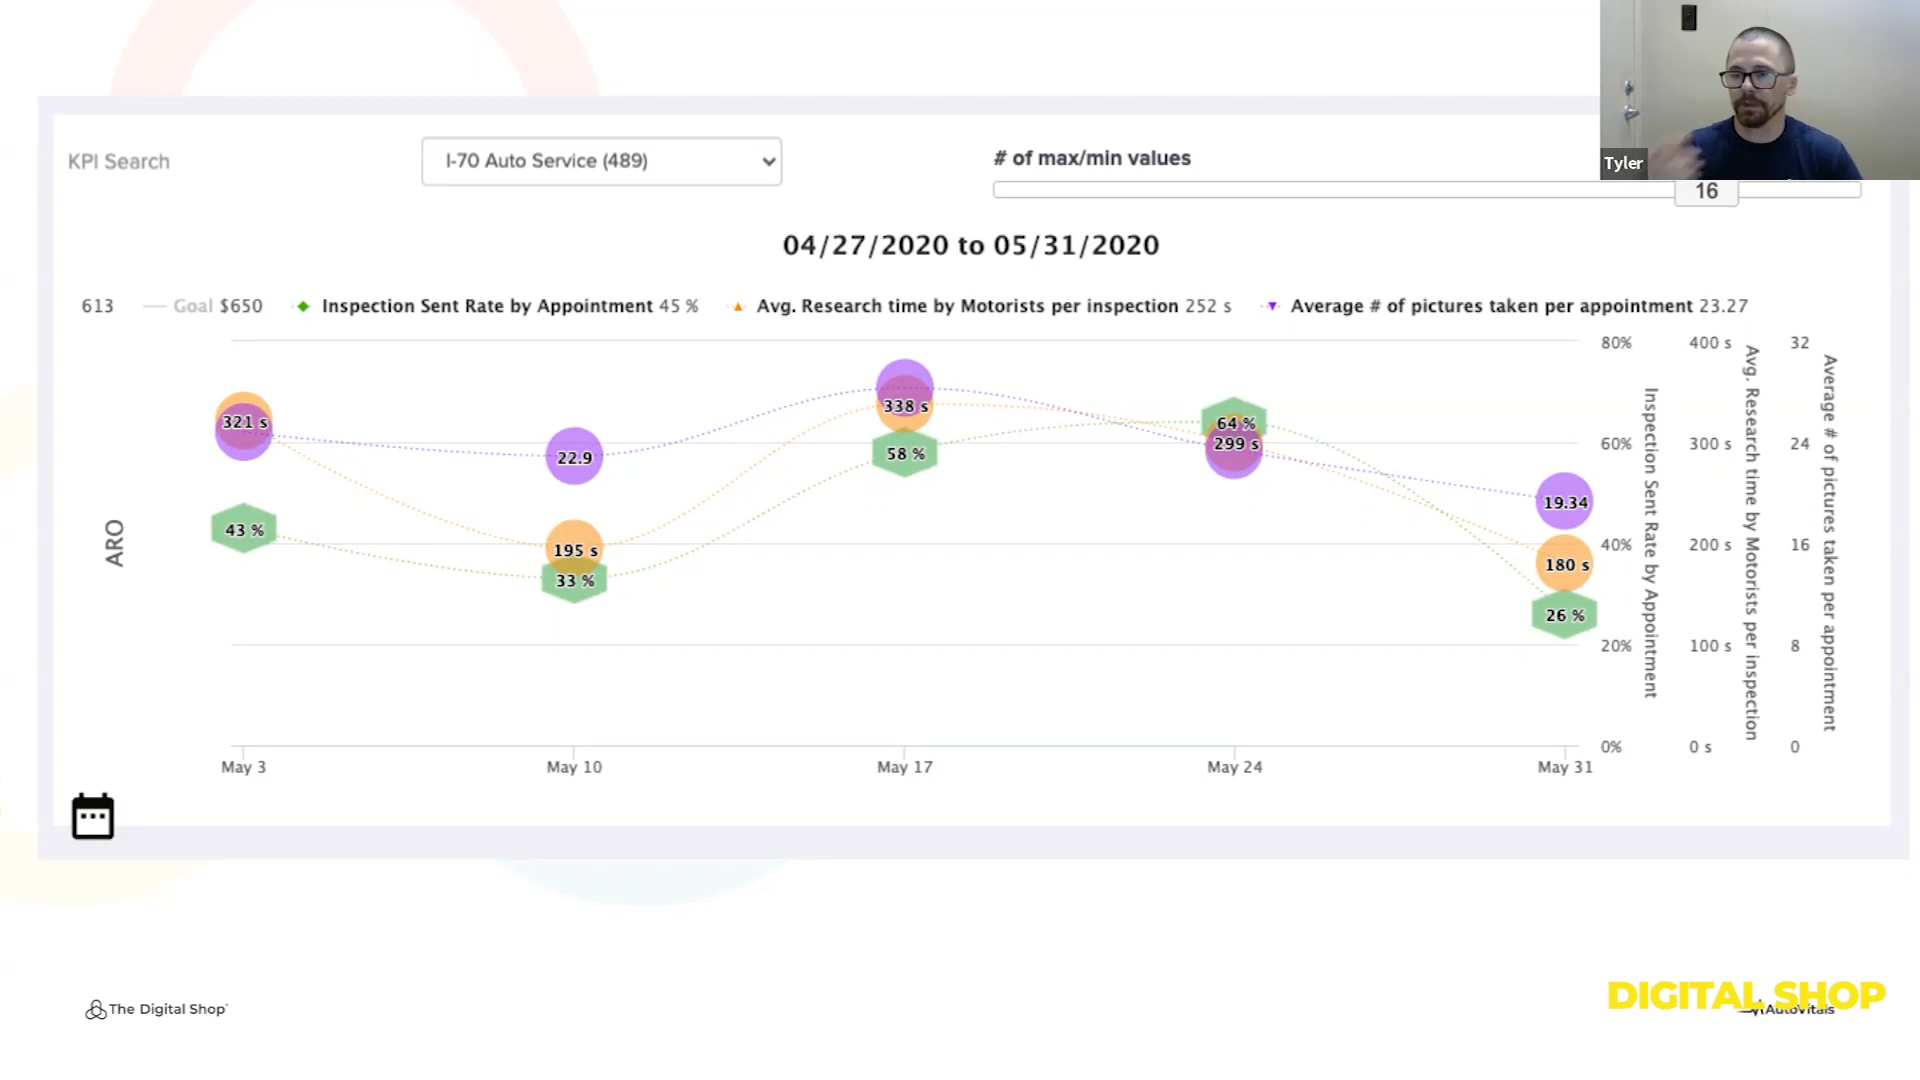 Tyler
KPI Search
I-70 Auto Service (489)
# of max/min values
16
04/27/2020 to 05/31/2020
613 Goal $650 Inspection Sent Rate by Appointment 45 % Avg. Research time by Motorists per inspection 252 s Average # of pictures taken per appointment 23.27
80% 400 s 32
60% 300 s 24
40% 200 s 16
20% 100 s 8
0% 0 s 0
ARO
Inspection Sent Rate by Appointment
Avg. Research time by Motorists per inspection
Average # of pictures taken per appointment
321 s
43 %
22.9
195 s
33 %
338 s
58 %
64 %
299 s
19.34
180 s
26 %
May 3 May 10 May 17 May 24 May 31
The Digital Shop
DIGITAL SHOP
AutoVitals